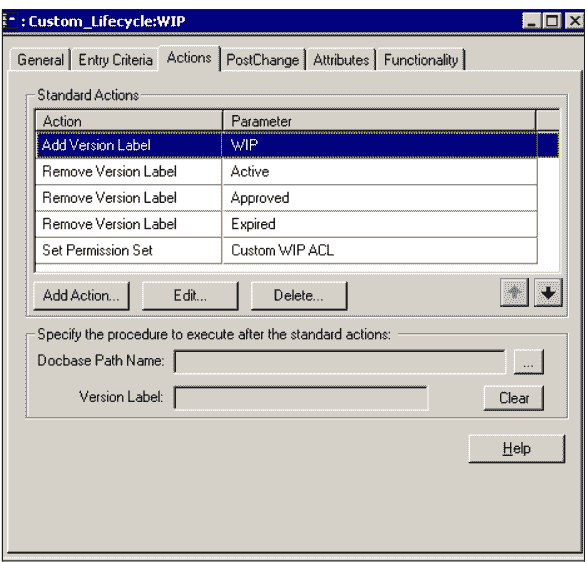 : Custom_Lifecycle:WIP
General Entry Criteria Actions PostChange Attributes Functionality
Standard Actions
Action Parameter
Add Version Label WIP
Remove Version Label Active
Remove Version Label Approved
Remove Version Label Expired
Set Permission Set Custom WIP ACL
Add Action... Edit... Delete...
Specify the procedure to execute after the standard actions:
Docbase Path Name: ...
Version Label: Clear
Help